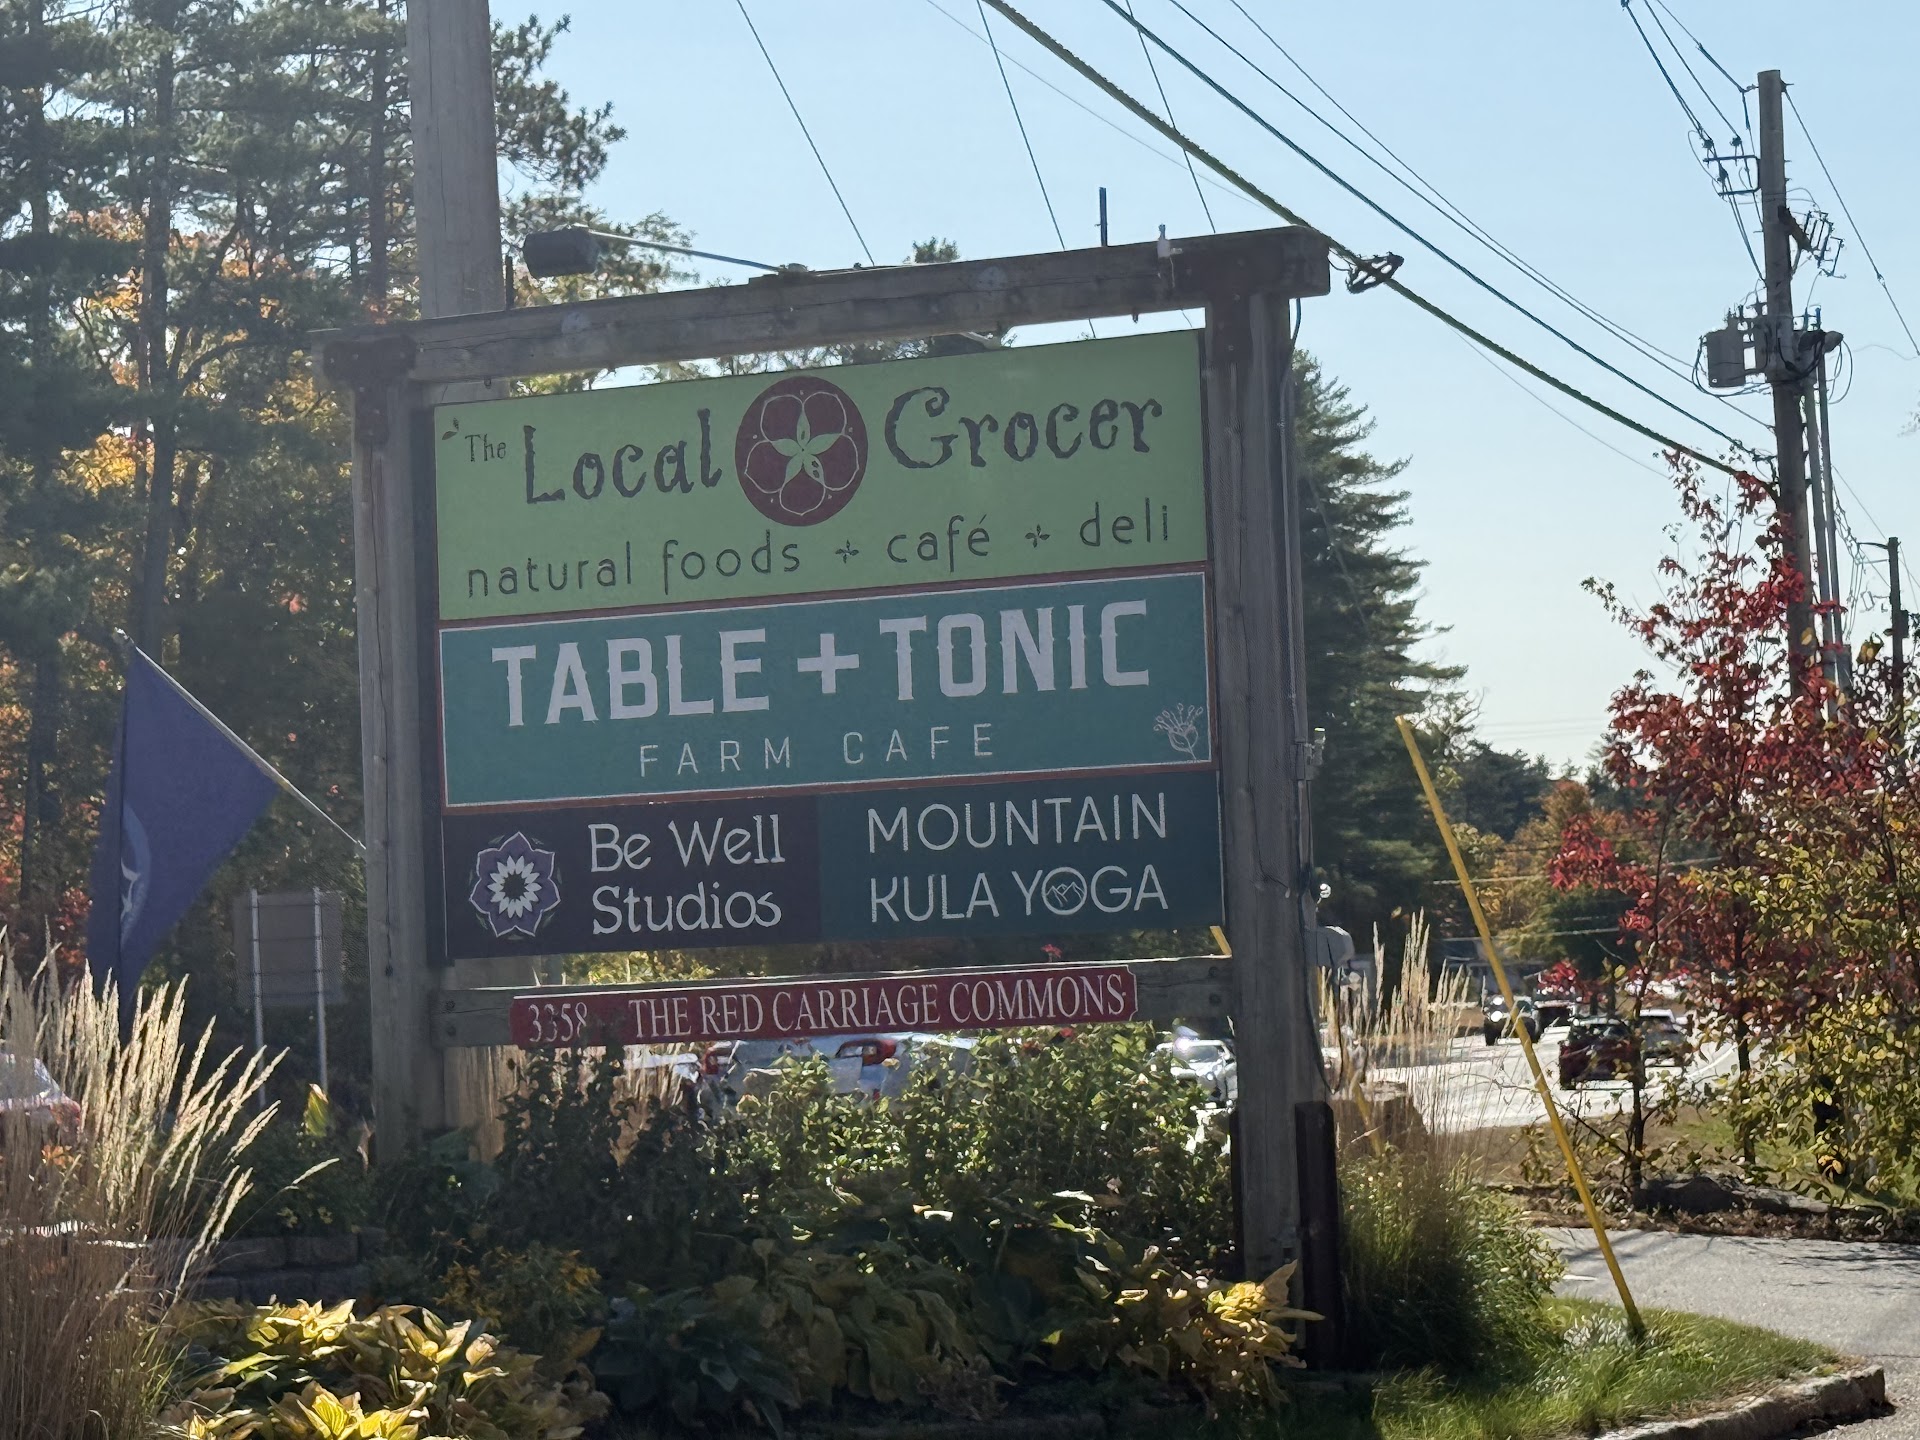 The Local Grocer
natural foods + café + deli
TABLE + TONIC
FARM CAFE
Be Well
Studios
MOUNTAIN
KULA YOGA
3358 THE RED CARRIAGE COMMONS